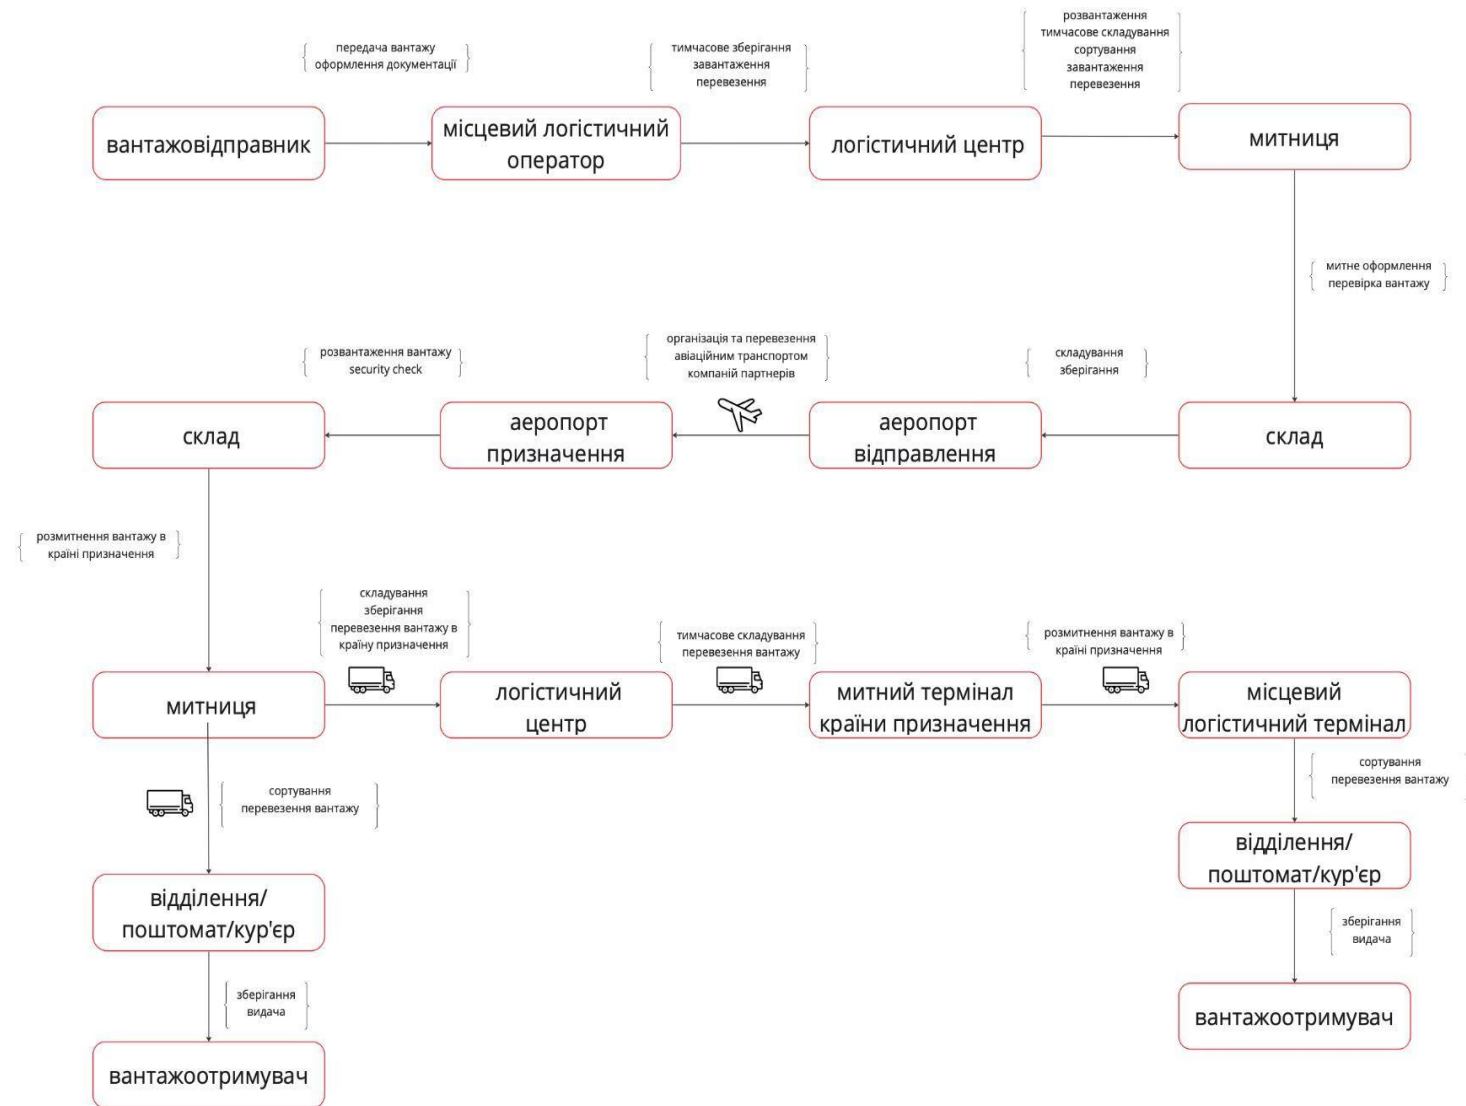 передача вантажу
оформлення документації
тимчасове зберігання
завантаження
перевезення
розвантаження
тимчасове складування
сортування
завантаження
перевезення
вантажовідправник
місцевий логістичний
оператор
логістичний центр
митниця
митне оформлення
перевірка вантажу
складування
зберігання
організація та перевезення
авіаційним транспортом
компаній партнерів
розвантаження вантажу
security check
склад
аеропорт
відправлення
аеропорт
призначення
склад
розмитнення вантажу в
країні призначення
складування
зберігання
перевезення вантажу в
країну призначення
тимчасове складування
перевезення вантажу
розмитнення вантажу в
країні призначення
митниця
логістичний
центр
митний термінал
країни призначення
місцевий
логістичний термінал
сортування
перевезення вантажу
сортування
перевезення вантажу
відділення/
поштомат/кур'єр
відділення/
поштомат/кур'єр
зберігання
видача
зберігання
видача
вантажоотримувач
вантажоотримувач